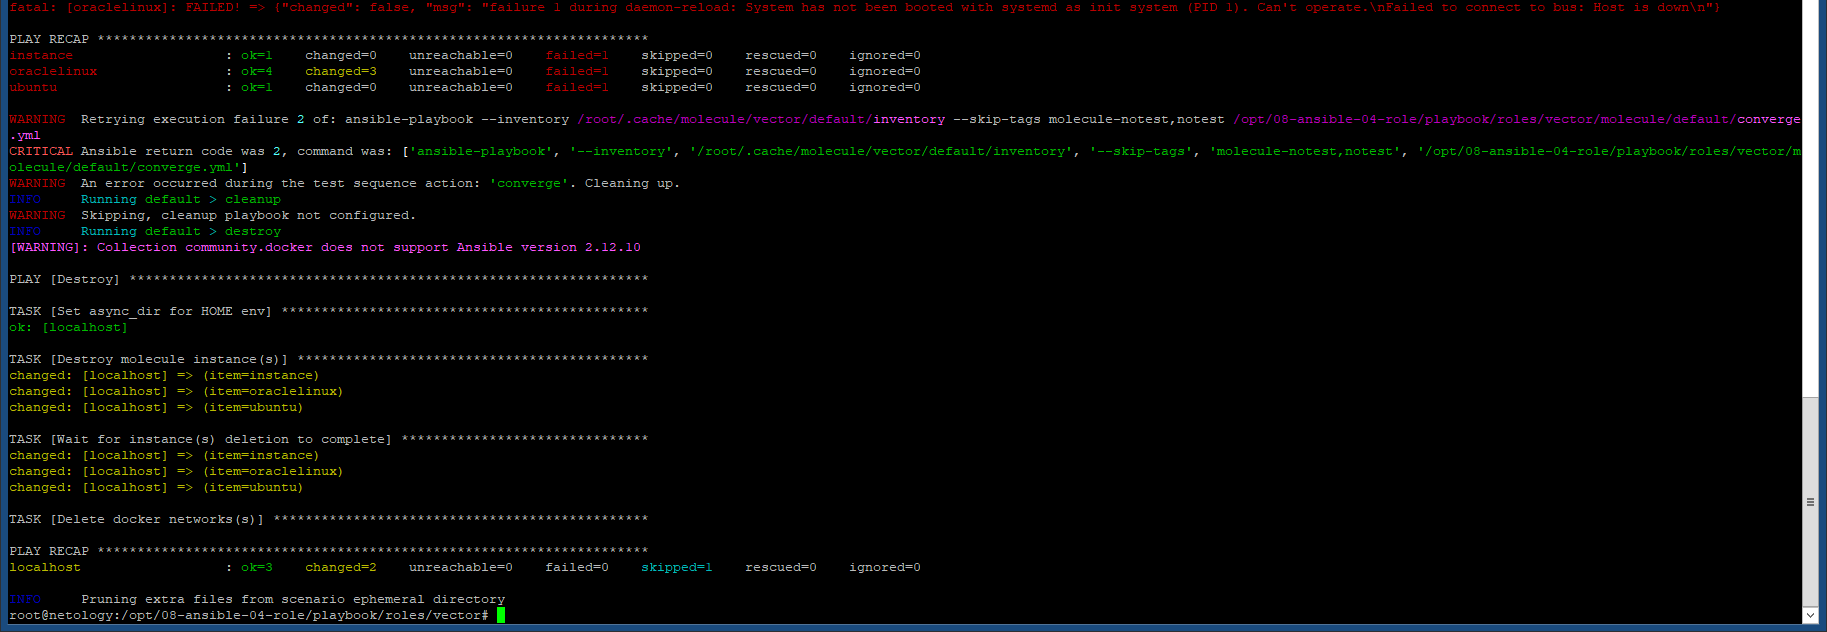 fatal: [oraclelinux]: FAILED! => {"changed": false, "msg": "failure 1 during daemon-reload: System has not been booted with systemd as init system (PID 1). Can't operate.\nFailed to connect to bus: Host is down\n"}
PLAY RECAP *********************************************************************
instance                   : ok=1    changed=0    unreachable=0    failed=1    skipped=0    rescued=0    ignored=0
oraclelinux                : ok=4    changed=3    unreachable=0    failed=1    skipped=0    rescued=0    ignored=0
ubuntu                     : ok=1    changed=0    unreachable=0    failed=1    skipped=0    rescued=0    ignored=0
WARNING  Retrying execution failure 2 of: ansible-playbook --inventory /root/.cache/molecule/vector/default/inventory --skip-tags molecule-notest,notest /opt/08-ansible-04-role/playbook/roles/vector/molecule/default/converge
.yml
CRITICAL Ansible return code was 2, command was: ['ansible-playbook', '--inventory', '/root/.cache/molecule/vector/default/inventory', '--skip-tags', 'molecule-notest,notest', '/opt/08-ansible-04-role/playbook/roles/vector/m
olecule/default/converge.yml']
WARNING  An error occurred during the test sequence action: 'converge'. Cleaning up.
INFO     Running default > cleanup
WARNING  Skipping, cleanup playbook not configured.
INFO     Running default > destroy
[WARNING]: Collection community.docker does not support Ansible version 2.12.10
PLAY [Destroy] *****************************************************************
TASK [Set async_dir for HOME env] **********************************************
ok: [localhost]
TASK [Destroy molecule instance(s)] ********************************************
changed: [localhost] => (item=instance)
changed: [localhost] => (item=oraclelinux)
changed: [localhost] => (item=ubuntu)
TASK [Wait for instance(s) deletion to complete] *******************************
changed: [localhost] => (item=instance)
changed: [localhost] => (item=oraclelinux)
changed: [localhost] => (item=ubuntu)
TASK [Delete docker networks(s)] ***********************************************
PLAY RECAP *********************************************************************
localhost                  : ok=3    changed=2    unreachable=0    failed=0    skipped=1    rescued=0    ignored=0
INFO     Pruning extra files from scenario ephemeral directory
root@netology:/opt/08-ansible-04-role/playbook/roles/vector#